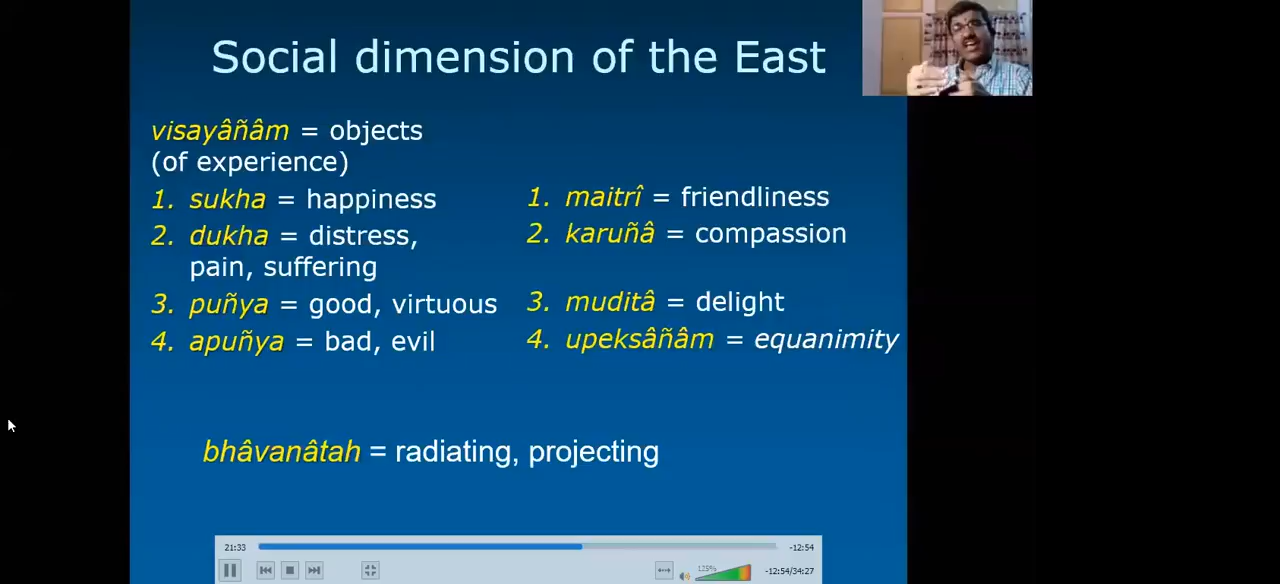 Social dimension of the East
visayâñâm = objects
(of experience)
1. sukha = happiness
2. dukha = distress,
pain, suffering
3. puñya = good, virtuous
4. apuñya = bad, evil
1. maitrî = friendliness
2. karuñâ = compassion
3. muditâ = delight
4. upeksâñâm = equanimity
bhâvanâtah = radiating, projecting
21:33
-12:54
125%
-12:54/34:27